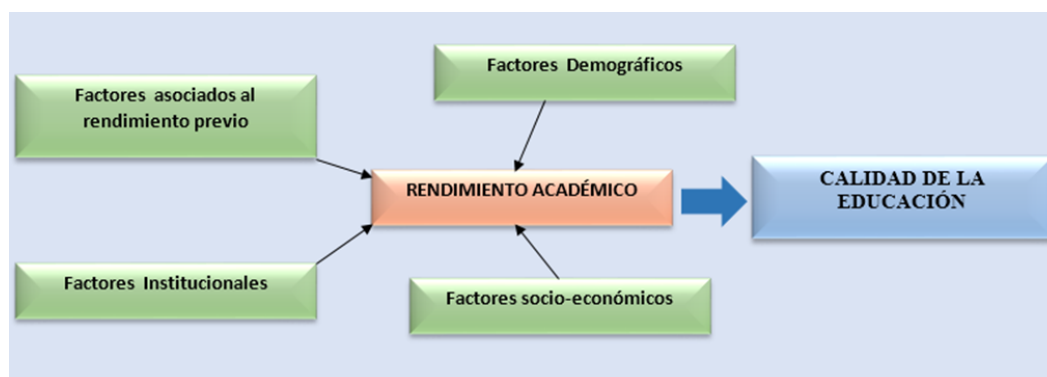 Factores Demográficos
Factores asociados al
rendimiento previo
RENDIMIENTO ACADÉMICO
CALIDAD DE LA
EDUCACIÓN
Factores Institucionales
Factores socio-económicos